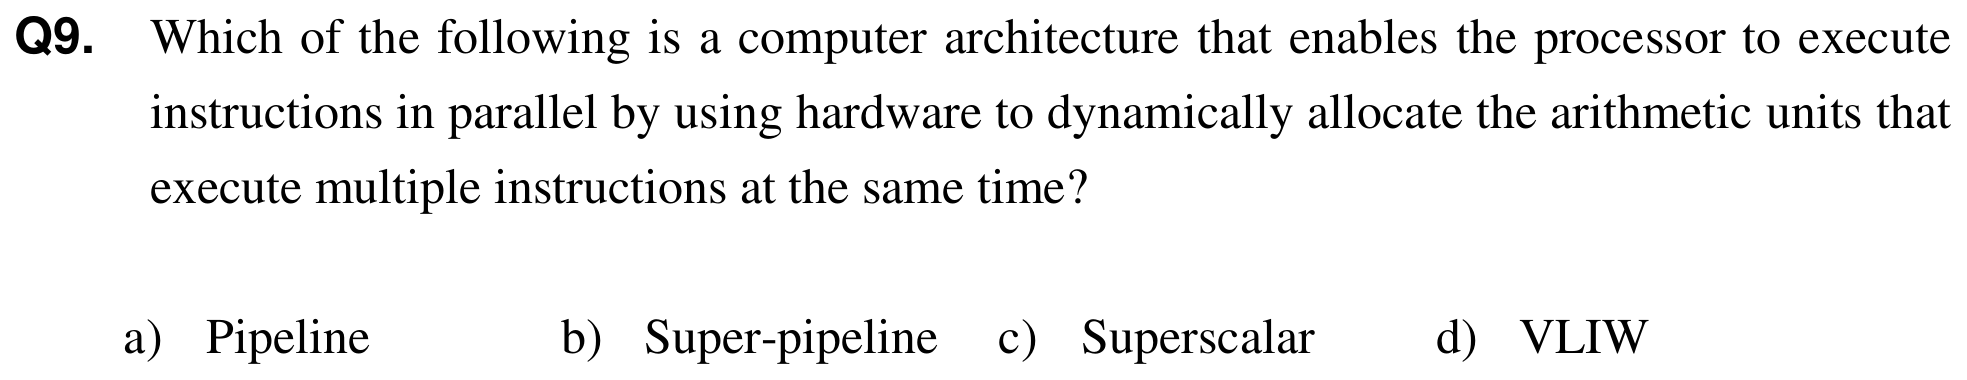 Q9. Which of the following is a computer architecture that enables the processor to execute
instructions in parallel by using hardware to dynamically allocate the arithmetic units that
execute multiple instructions at the same time?
a) Pipeline b) Super-pipeline c) Superscalar d) VLIW